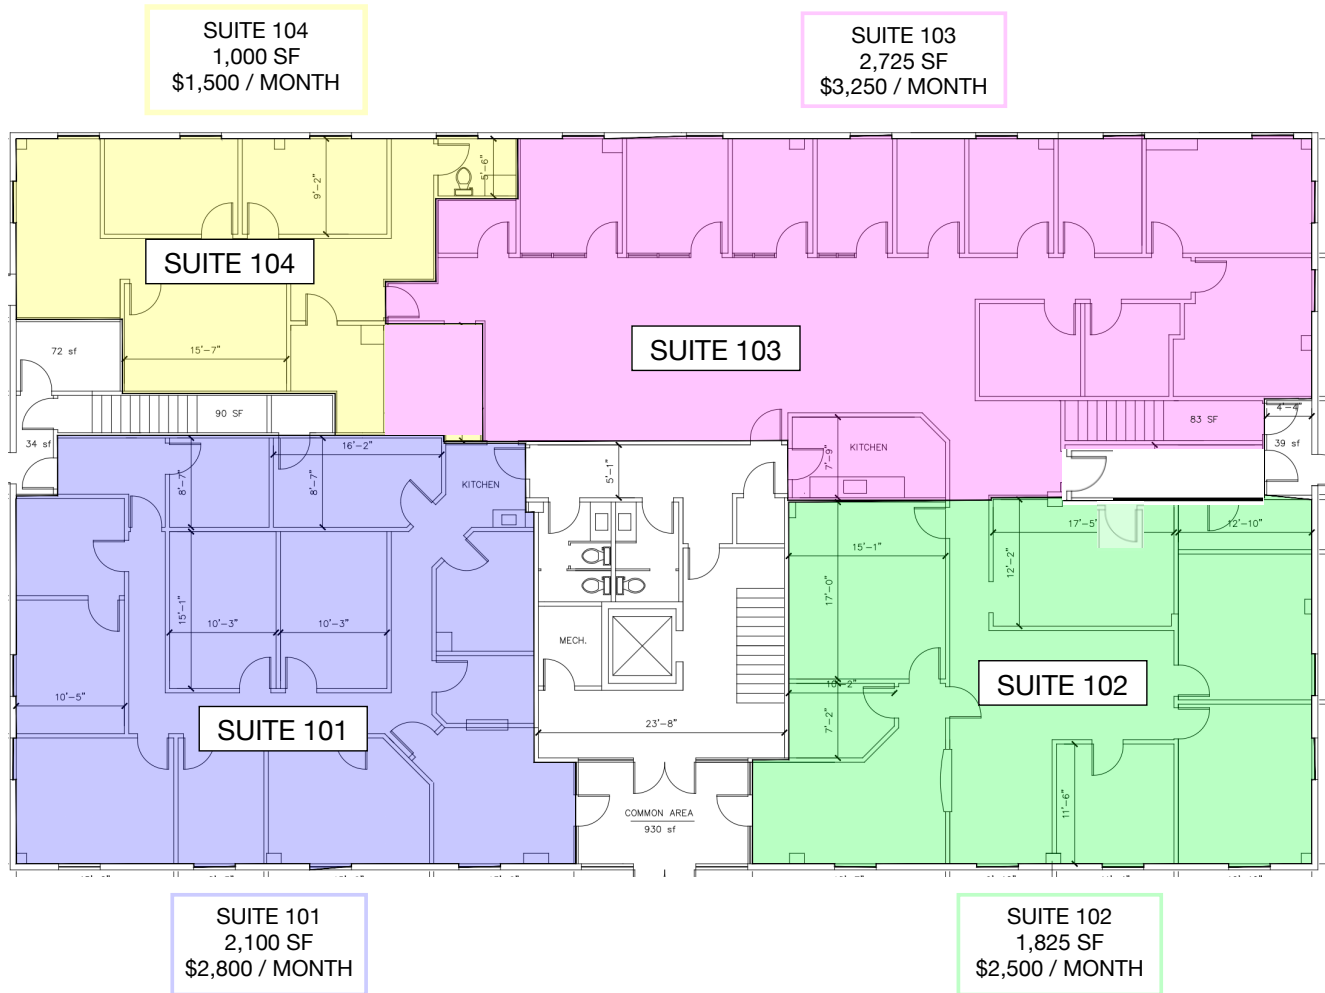 SUITE 104
1,000 SF
$1,500 / MONTH
SUITE 103
2,725 SF
$3,250 / MONTH
9'-2"
5'-6"
SUITE 104
SUITE 103
72 sf
15'-7"
90 SF
34 sf
83 SF
4'-4
39 sf
KITCHEN
7'-9"
16'-2"
8'-7"
8'-7"
KITCHEN
5'-1"
15'-1"
17'-5"
12'-10"
12'-2"
17'-0"
15'-1"
10'-3"
10'-3"
MECH.
10'-5"
SUITE 102
10'-2"
7'-2"
SUITE 101
23'-8"
11'-6"
COMMON AREA
930 sf
SUITE 101
2,100 SF
$2,800 / MONTH
SUITE 102
1,825 SF
$2,500 / MONTH